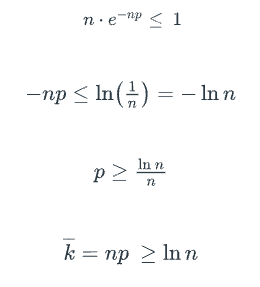 n · e^{-np} ≤ 1
-np ≤ ln(1/n) = - ln n
p ≥ ln n / n
k̅ = np ≥ ln n